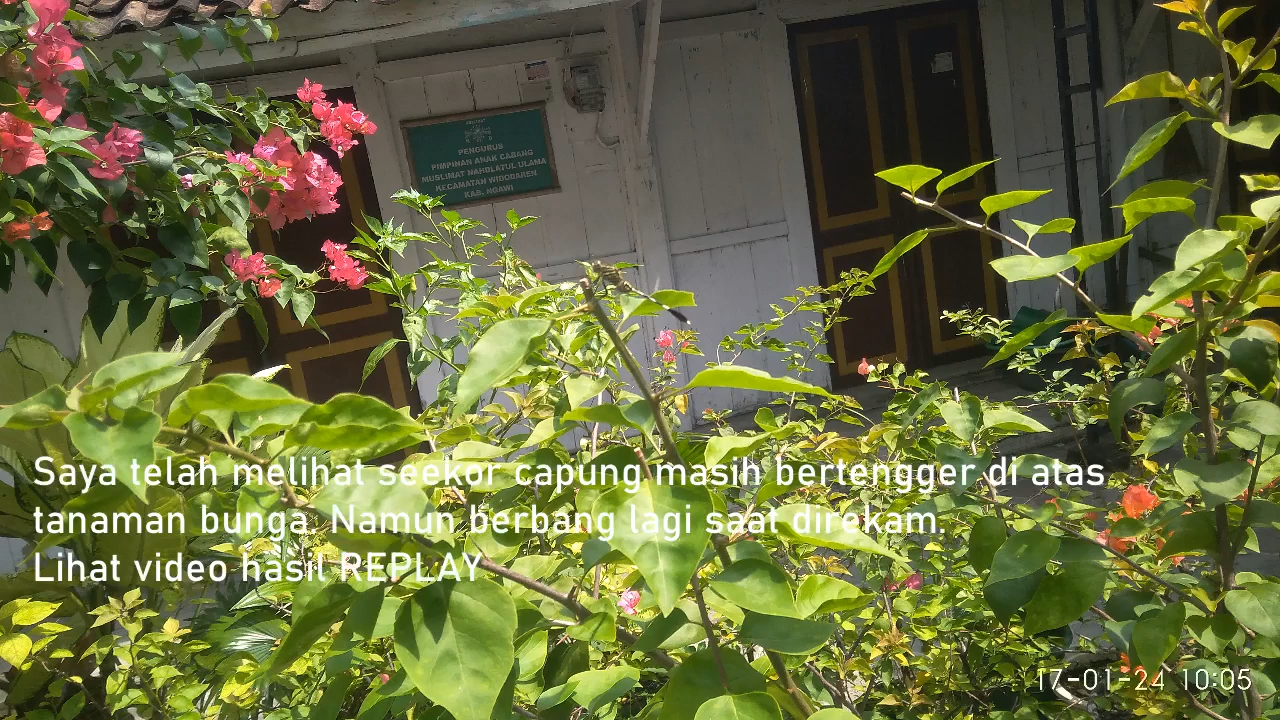 PENGURUS
PIMPINAN ANAK CABANG
MUSLIMAT NAHDLATUL ULAMA
KECAMATAN WIDODAREN
KAB. NGAWI
Saya telah melihat seekor capung masih bertengger di atas
tanaman bunga. Namun berbang lagi saat direkam.
Lihat video hasil REPLAY
17-01-24 10:05